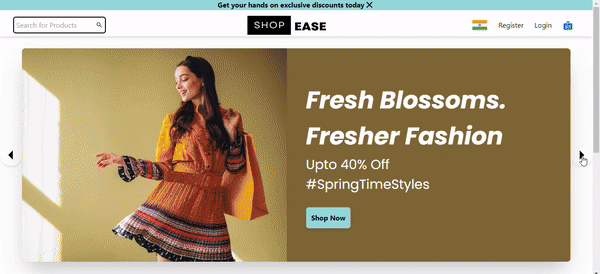 Get your hands on exclusive discounts today
Search for Products
SHOP EASE
Register
Login
Fresh Blossoms.
Fresher Fashion
Upto 40% Off
#SpringTimeStyles
Shop Now